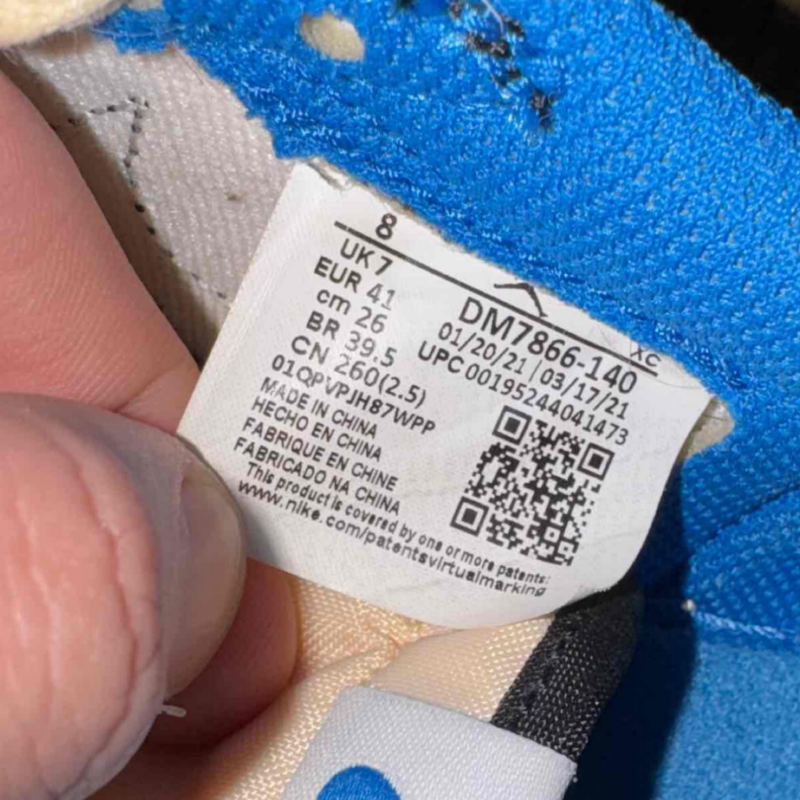 8
UK 7
EUR 41
cm 26
BR 39.5
CN 260(2.5)
01QPVPJH87WPP
XC
DM7866-140
01/20/21|03/17/21
UPC 00195244041473
MADE IN CHINA
HECHO EN CHINA
FABRIQUE EN CHINE
FABRICADO NA CHINA
This product is covered by one or more patents:
www.nike.com/patentsvirtualmarking